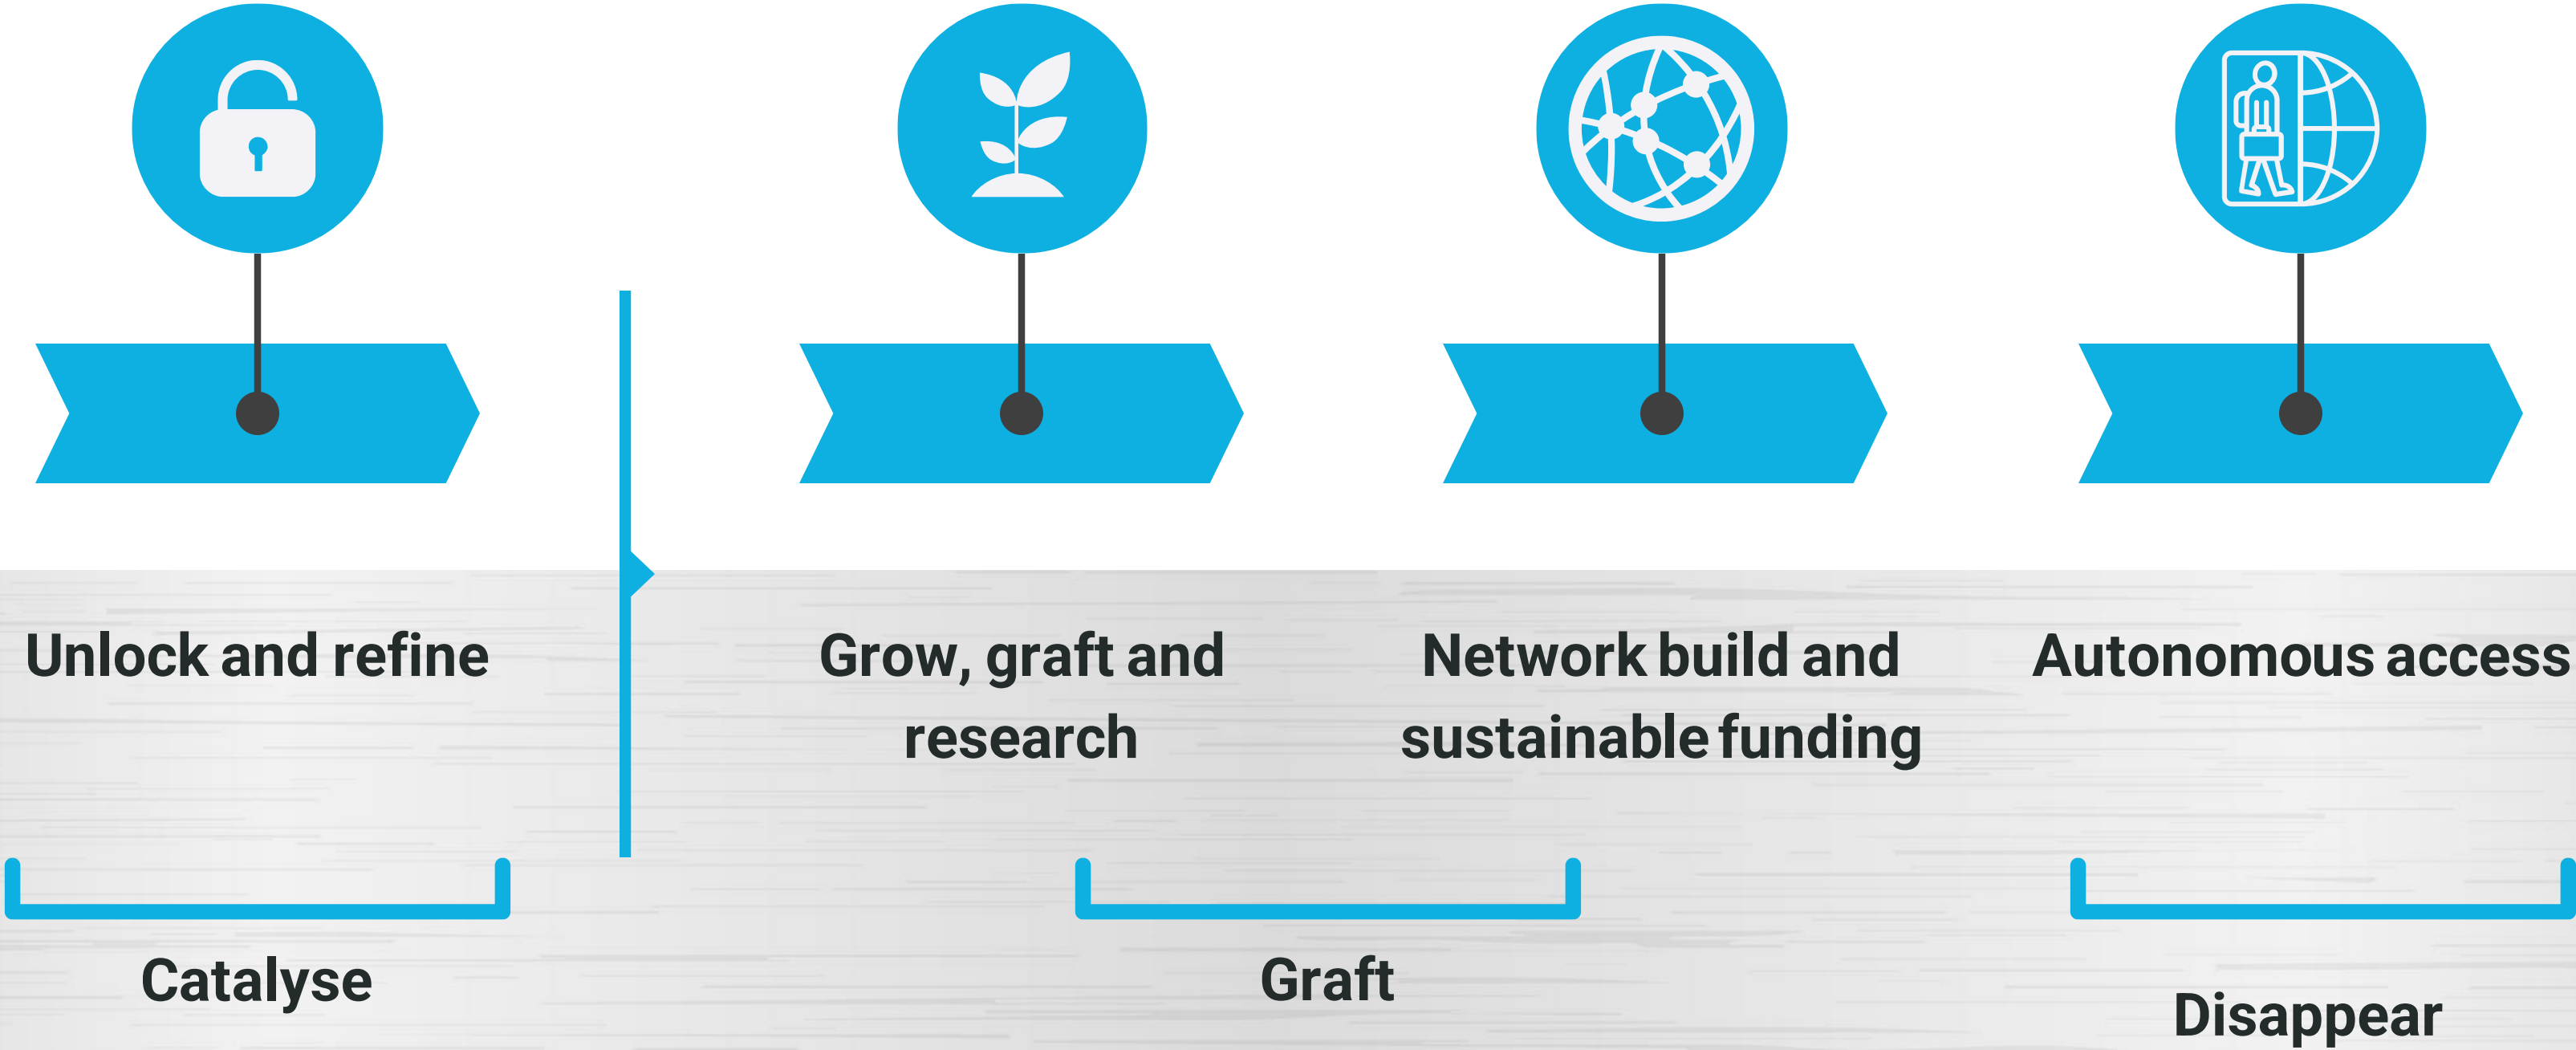 Unlock and refine
Grow, graft and
research
Network build and
sustainable funding
Autonomous access
Catalyse
Graft
Disappear